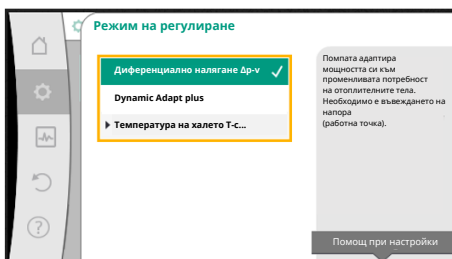 Режим на регулиране
Диференциално налягане Δp-v
Dynamic Adapt plus
Температура на халето T-c...
Помпата адаптира
мощността си към
променливата потребност
на отоплителните тела.
Необходимо е въвеждането на
напора
(работна точка).
Помощ при настройки